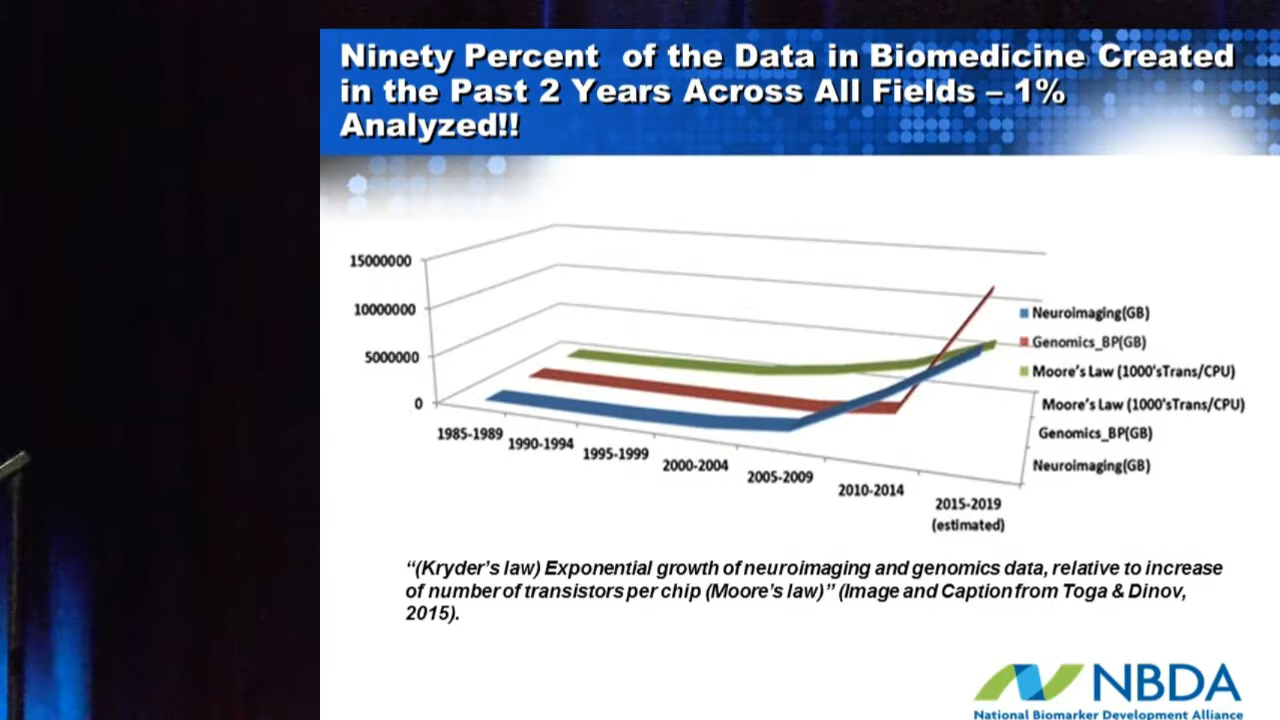 Ninety Percent of the Data in Biomedicine Created
in the Past 2 Years Across All Fields – 1%
Analyzed!!
15000000
10000000
5000000
0
1985-1989
1990-1994
1995-1999
2000-2004
2005-2009
2010-2014
2015-2019
(estimated)
Neuroimaging(GB)
Genomics_BP(GB)
Moore's Law (1000'sTrans/CPU)
Moore's Law (1000'sTrans/CPU)
Genomics_BP(GB)
Neuroimaging(GB)
“(Kryder's law) Exponential growth of neuroimaging and genomics data, relative to increase
of number of transistors per chip (Moore's law)” (Image and Caption from Toga & Dinov,
2015).
NBDA
National Biomarker Development Alliance